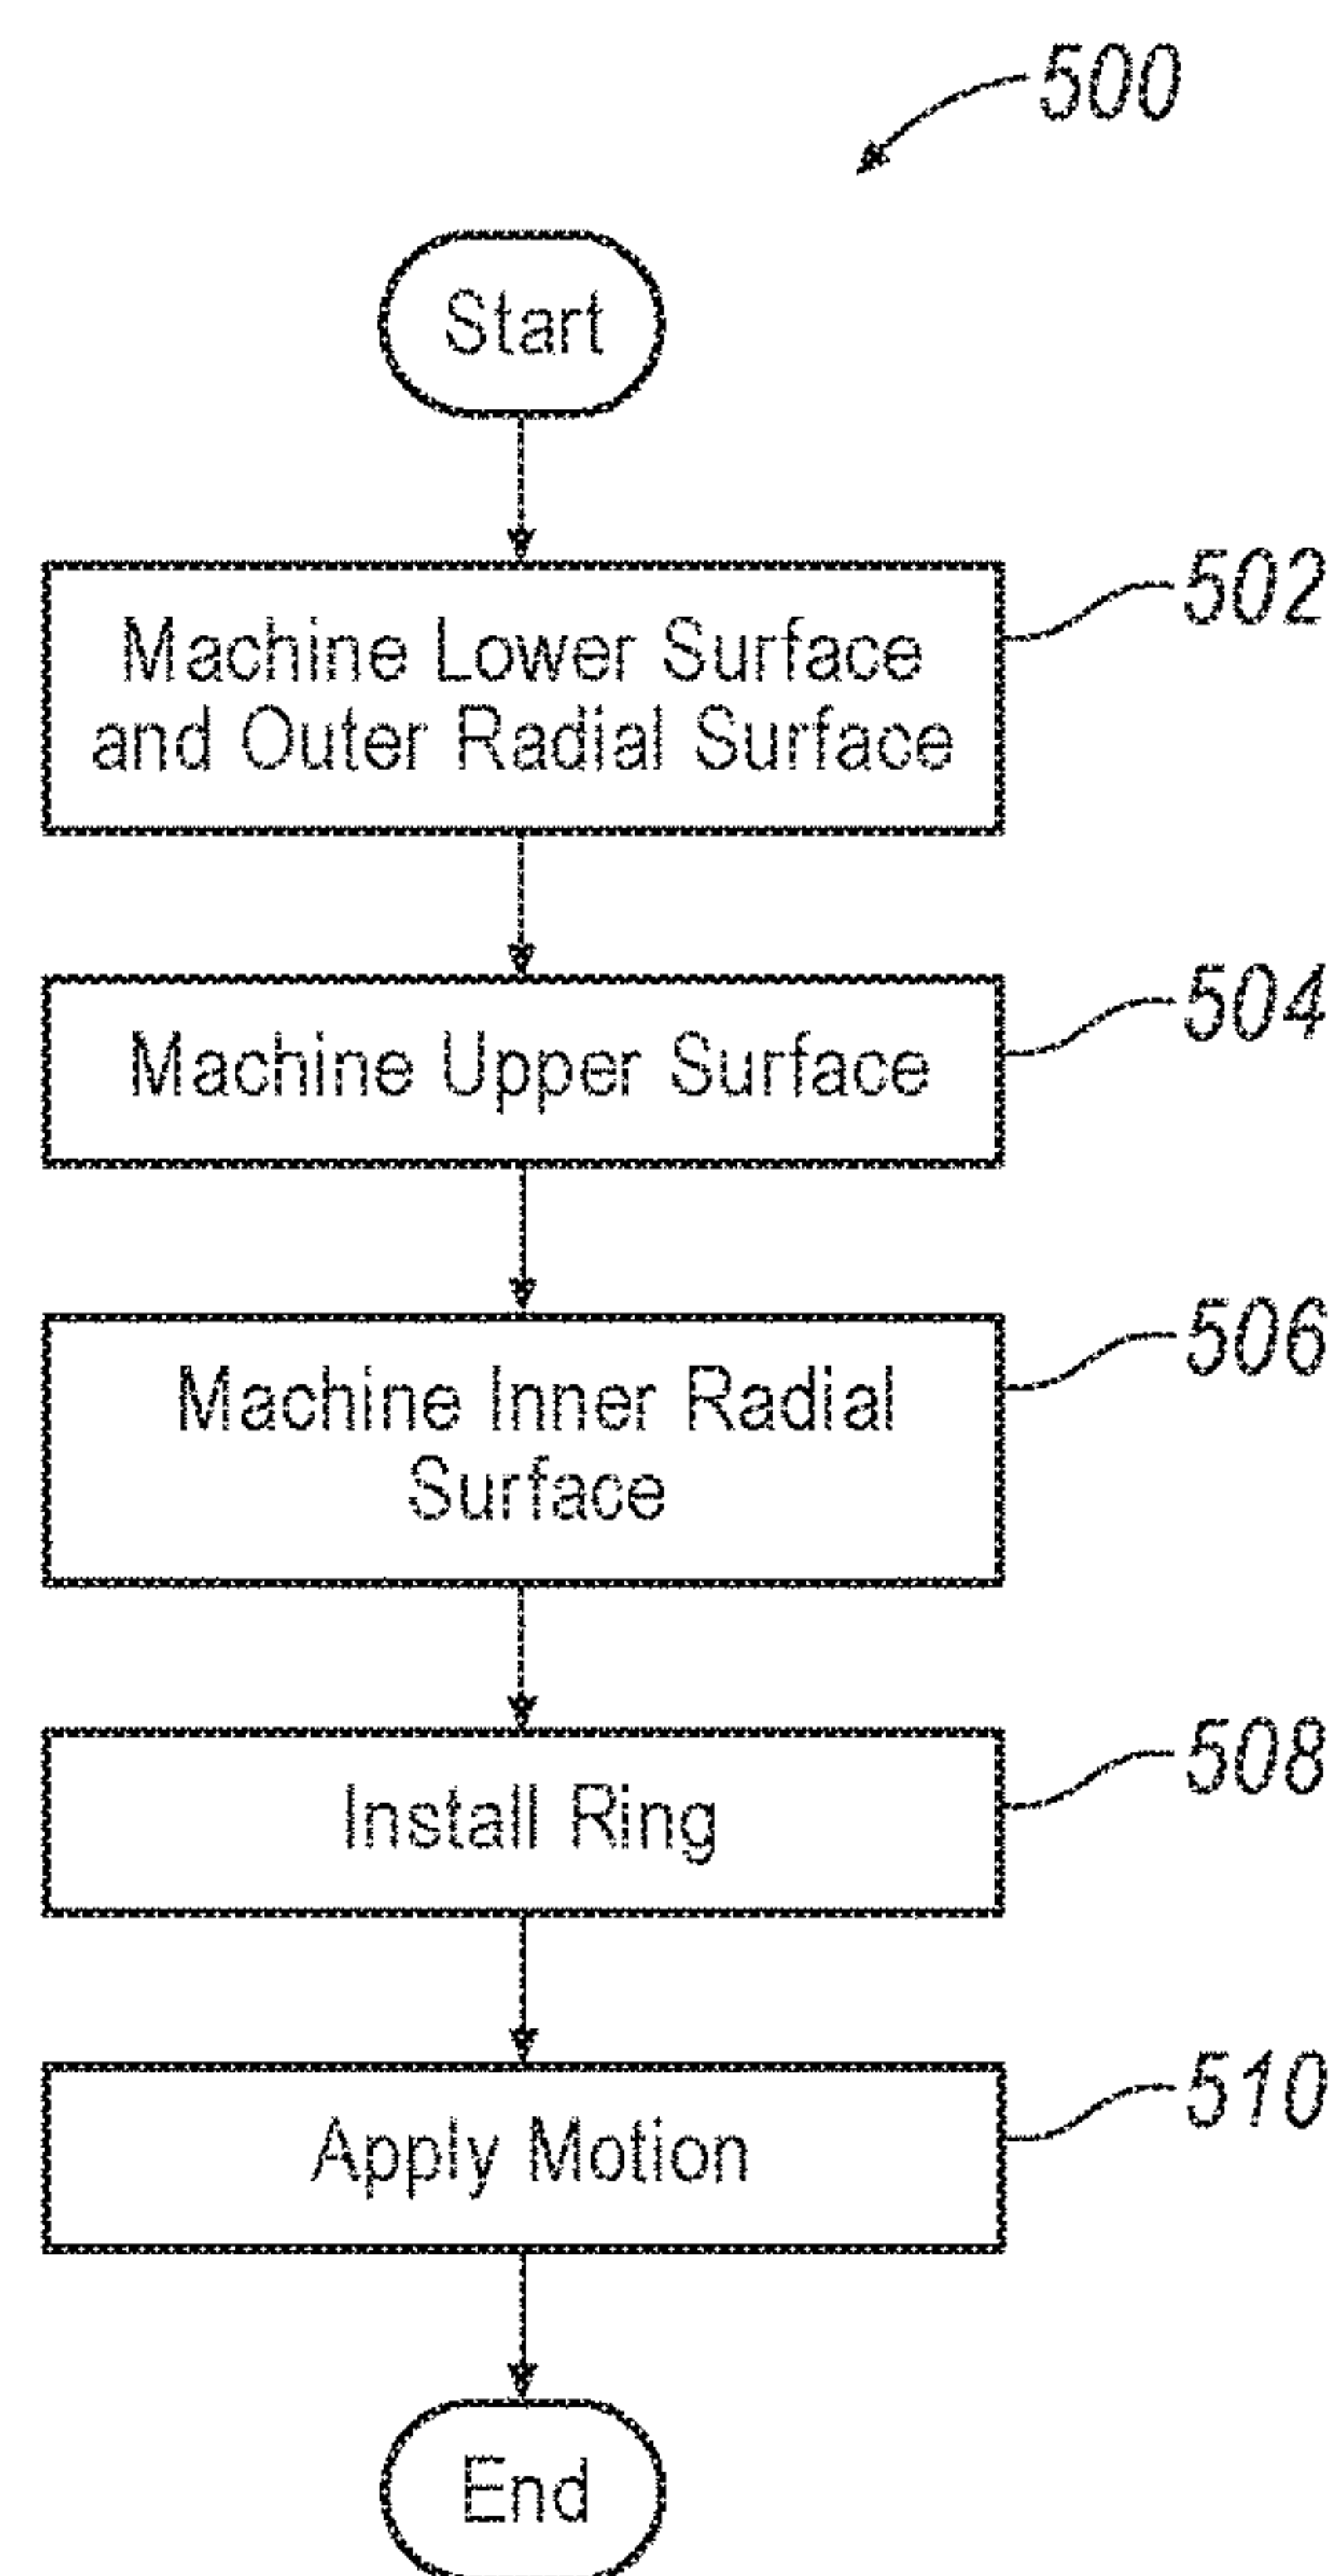 500
Start
Machine Lower Surface
and Outer Radial Surface
502
Machine Upper Surface
504
Machine Inner Radial
Surface
506
Install Ring
508
Apply Motion
510
End